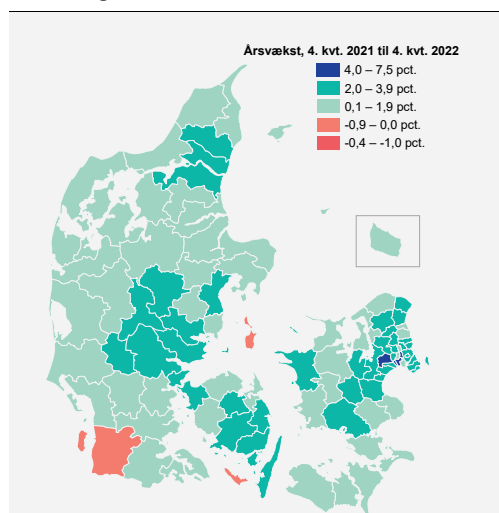 Årsvækst, 4. kvt. 2021 til 4. kvt. 2022
4,0 – 7,5 pct.
2,0 – 3,9 pct.
0,1 – 1,9 pct.
-0,9 – 0,0 pct.
-0,4 – -1,0 pct.